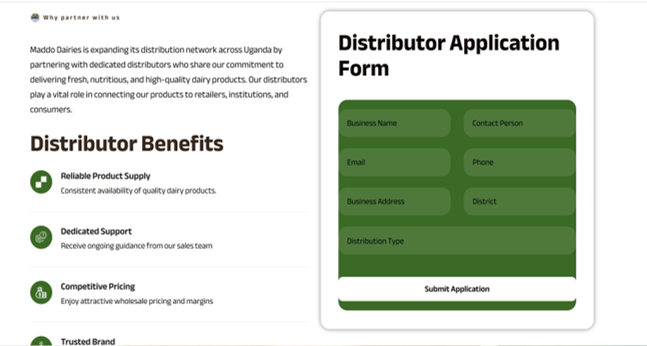 Why partner with us
Maddo Dairies is expanding its distribution network across Uganda by
partnering with dedicated distributors who share our commitment to
delivering fresh, nutritious, and high-quality dairy products. Our distributors
play a vital role in connecting our products to retailers, institutions, and
consumers.
Distributor Benefits
Reliable Product Supply
Consistent availability of quality dairy products.
Dedicated Support
Receive ongoing guidance from our sales team
Competitive Pricing
Enjoy attractive wholesale pricing and margins
Trusted Brand
Distributor Application
Form
Business Name
Contact Person
Email
Phone
Business Address
District
Distribution Type
Submit Application